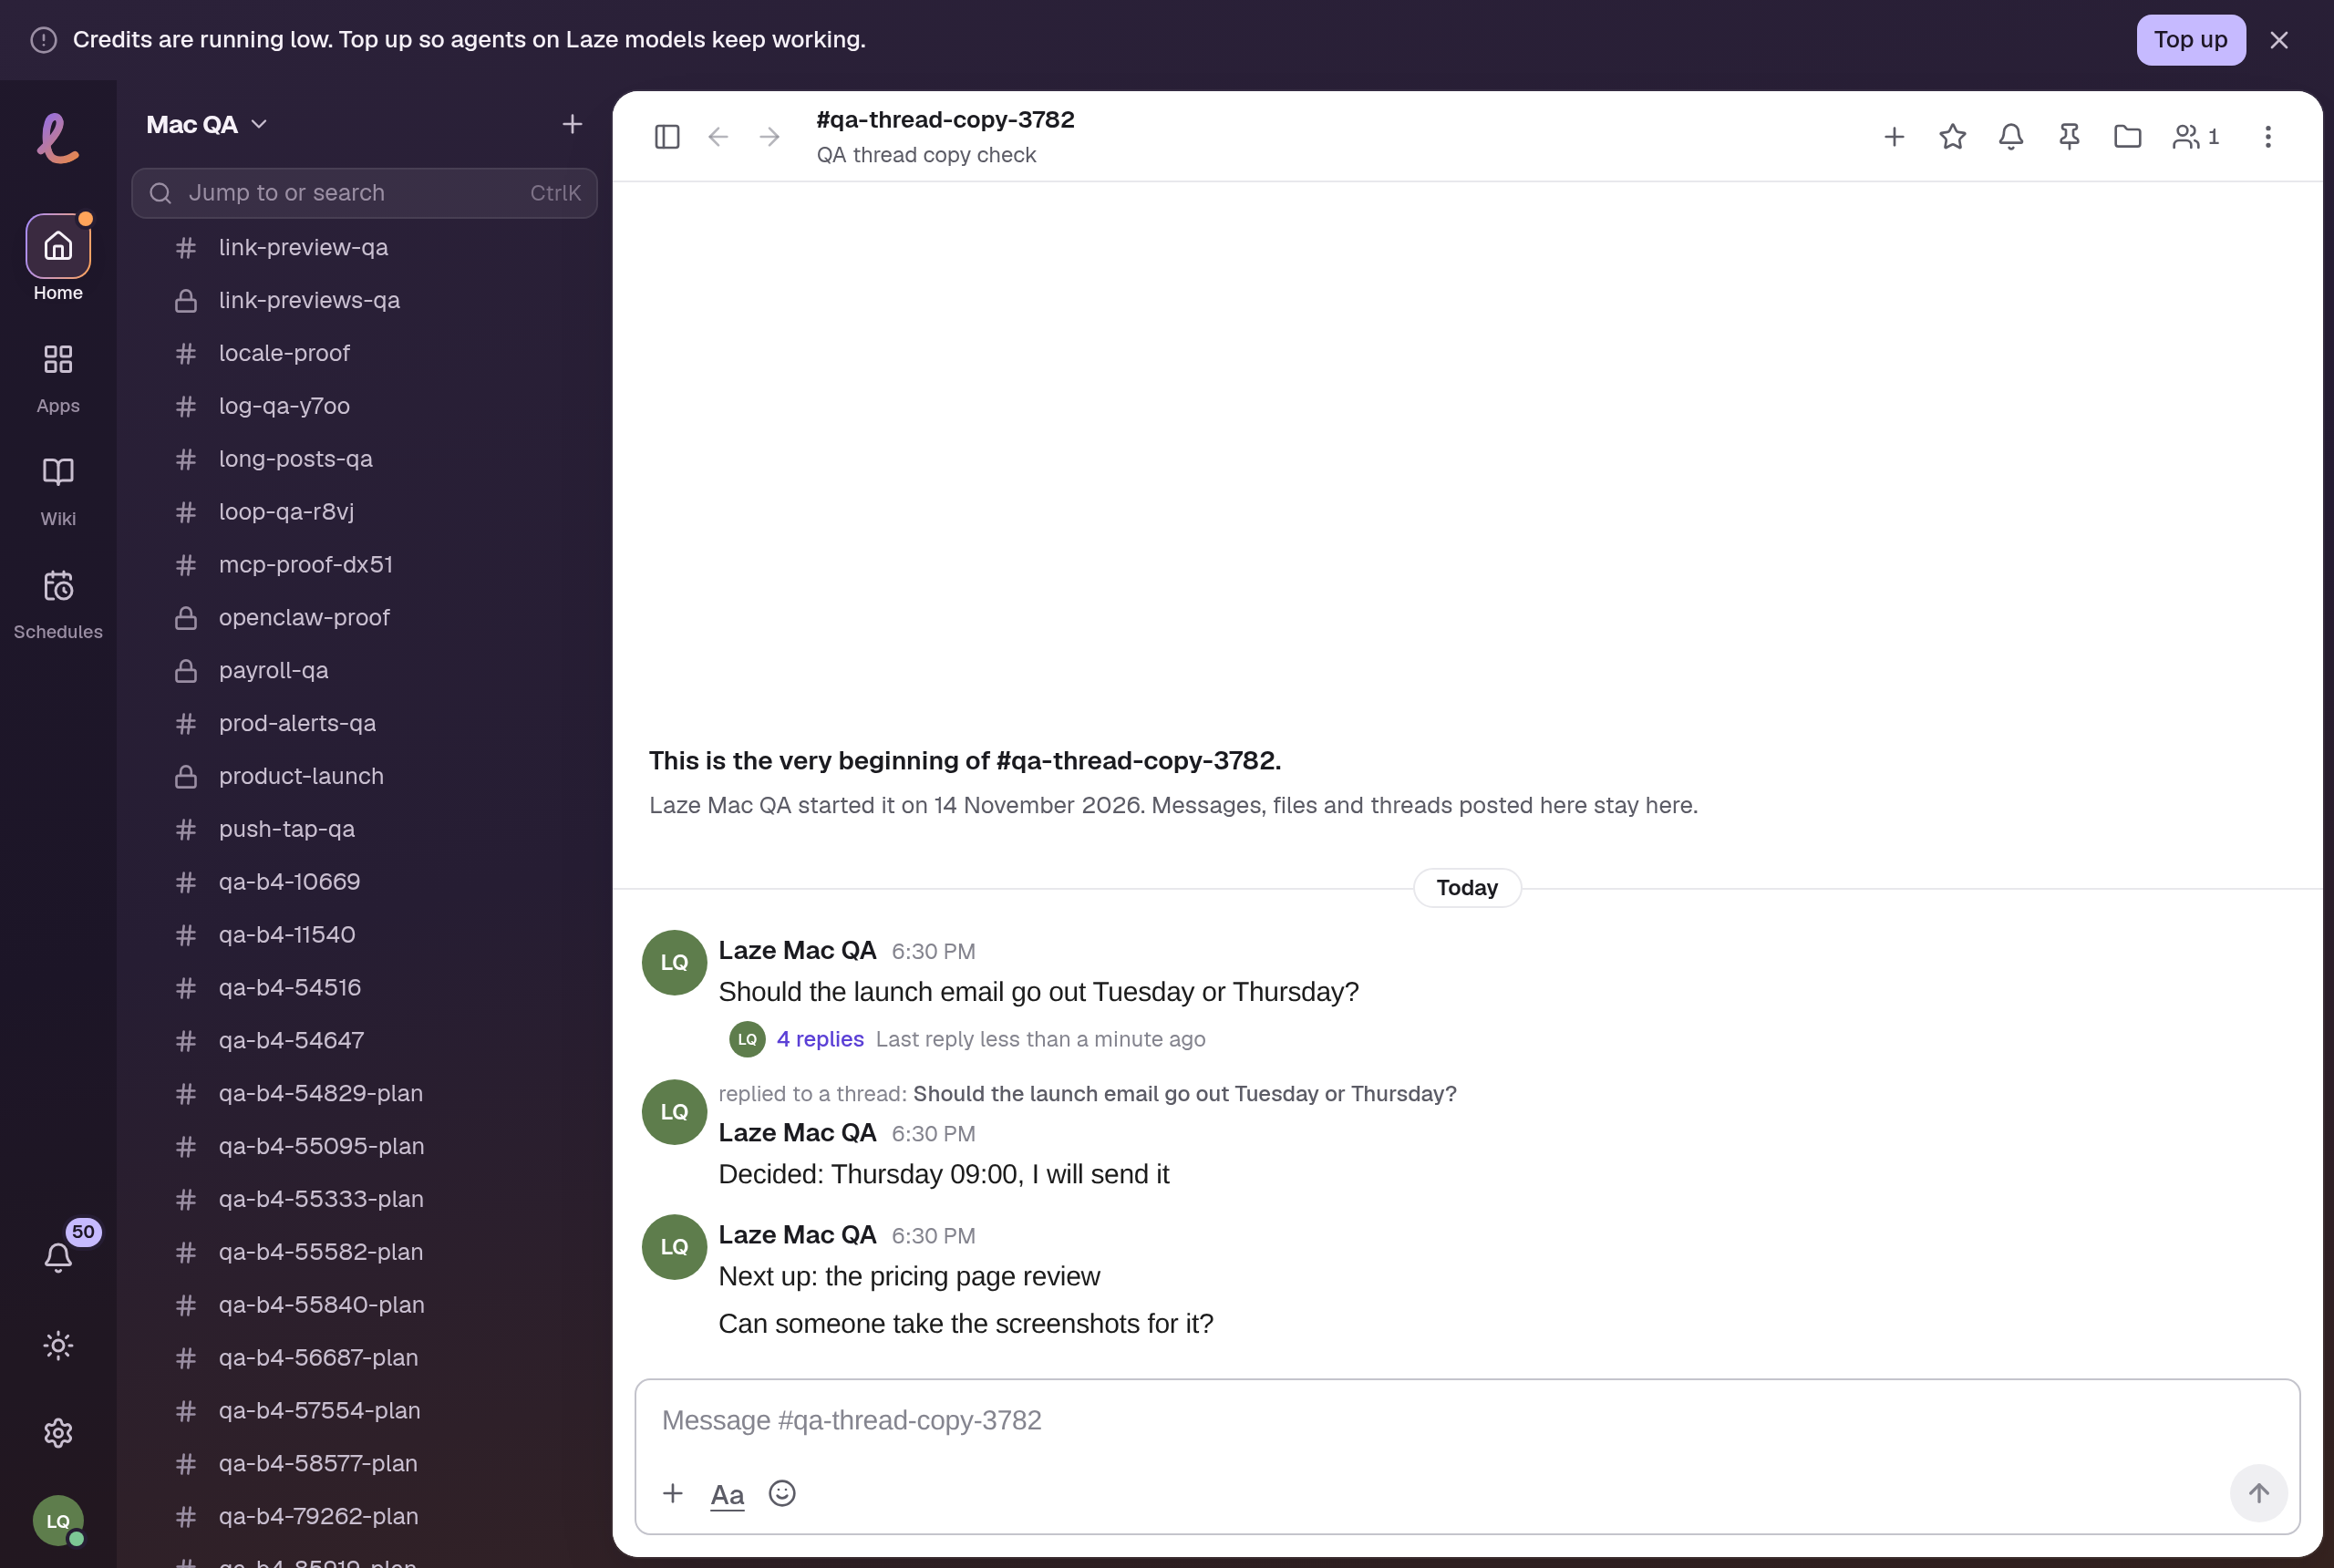 Credits are running low. Top up so agents on Laze models keep working.
Top up
Mac QA
Jump to or search
CtrlK
Home
Apps
Wiki
Schedules
50
LQ
link-preview-qa
link-previews-qa
locale-proof
log-qa-y7oo
long-posts-qa
loop-qa-r8vj
mcp-proof-dx51
openclaw-proof
payroll-qa
prod-alerts-qa
product-launch
push-tap-qa
qa-b4-10669
qa-b4-11540
qa-b4-54516
qa-b4-54647
qa-b4-54829-plan
qa-b4-55095-plan
qa-b4-55333-plan
qa-b4-55582-plan
qa-b4-55840-plan
qa-b4-56687-plan
qa-b4-57554-plan
qa-b4-58577-plan
qa-b4-79262-plan
#qa-thread-copy-3782
QA thread copy check
1
This is the very beginning of #qa-thread-copy-3782.
Laze Mac QA started it on 14 November 2026. Messages, files and threads posted here stay here.
Today
LQ
Laze Mac QA 6:30 PM
Should the launch email go out Tuesday or Thursday?
LQ 4 replies Last reply less than a minute ago
replied to a thread: Should the launch email go out Tuesday or Thursday?
LQ
Laze Mac QA 6:30 PM
Decided: Thursday 09:00, I will send it
LQ
Laze Mac QA 6:30 PM
Next up: the pricing page review
Can someone take the screenshots for it?
Message #qa-thread-copy-3782
Aa